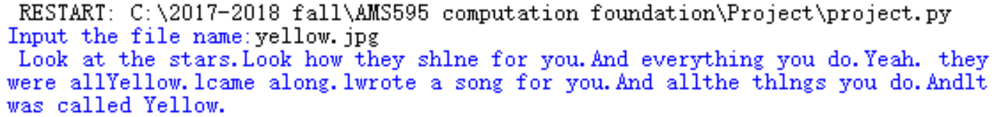 RESTART: C:\2017-2018 fall\AMS595 computation foundation\Project\project.py
Input the file name:yellow.jpg
Look at the stars.Look how they shlne for you.And everything you do.Yeah. they
were allYellow.lcame along.lwrote a song for you.And allthe thlngs you do.Andlt
was called Yellow.